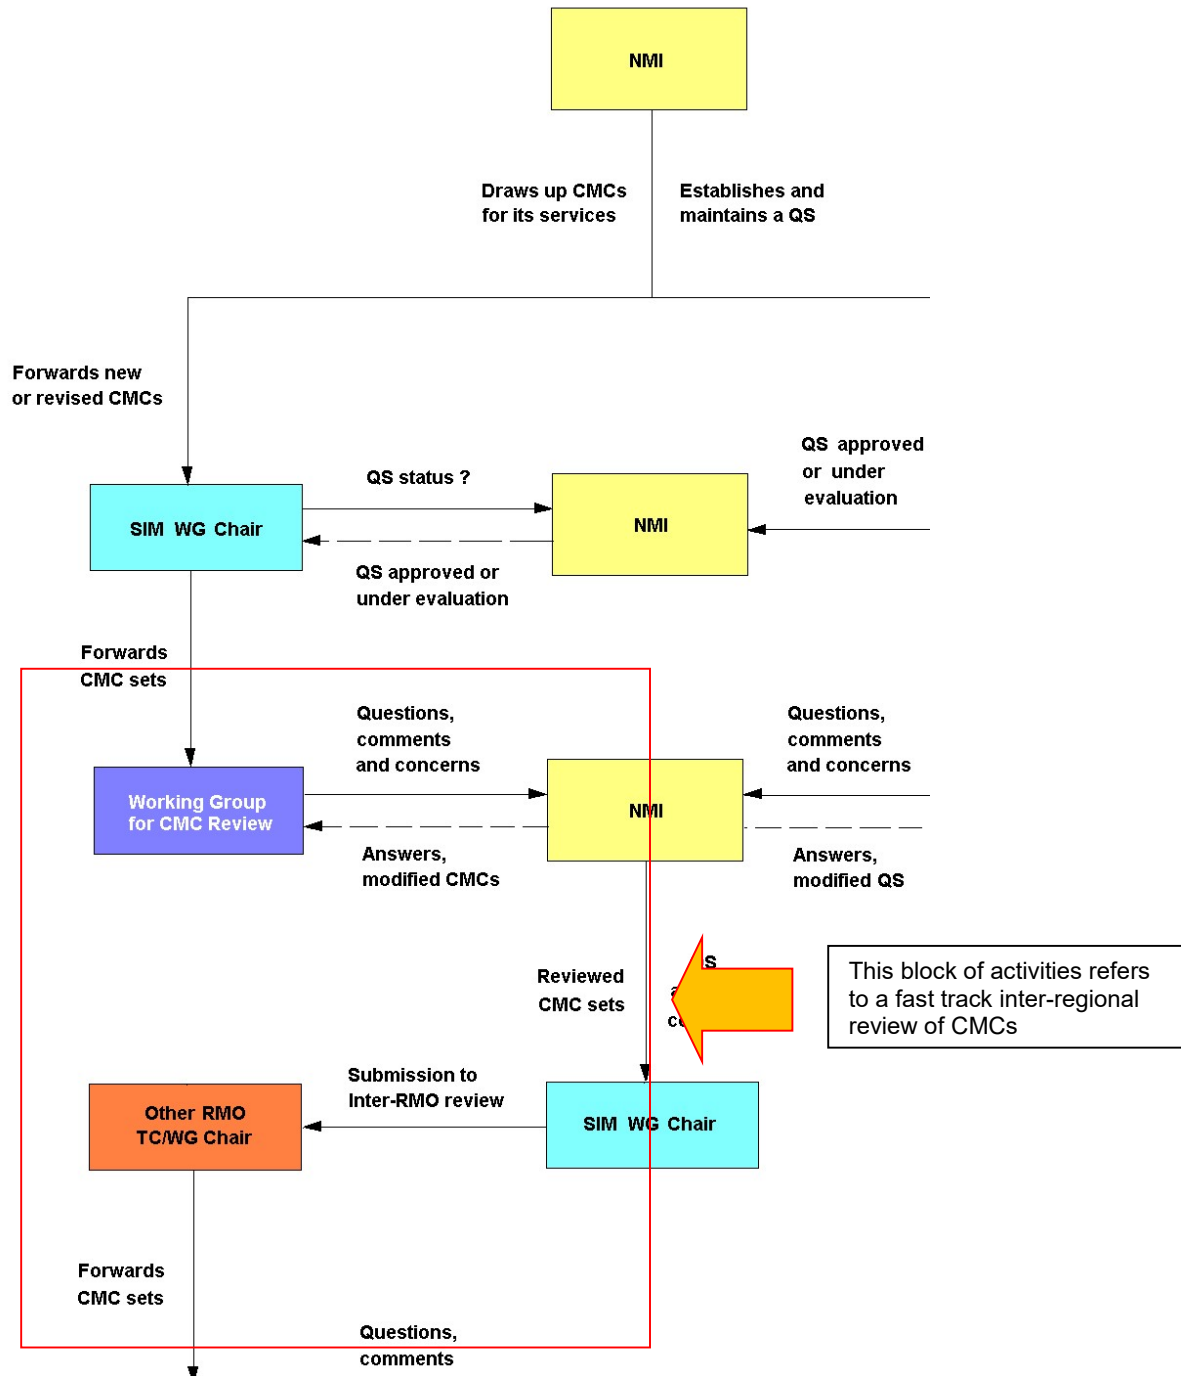 NMI
Draws up CMCs
for its services
Establishes and
maintains a QS
Forwards new
or revised CMCs
QS approved
or under
evaluation
QS status ?
SIM WG Chair
NMI
QS approved or
under evaluation
Forwards
CMC sets
Questions,
comments
and concerns
Questions,
comments
and concerns
Working Group
for CMC Review
NMI
Answers,
modified CMCs
Answers,
modified QS
Reviewed
CMC sets
This block of activities refers
to a fast track inter-regional
review of CMCs
Submission to
Inter-RMO review
Other RMO
TC/WG Chair
SIM WG Chair
Forwards
CMC sets
Questions,
comments